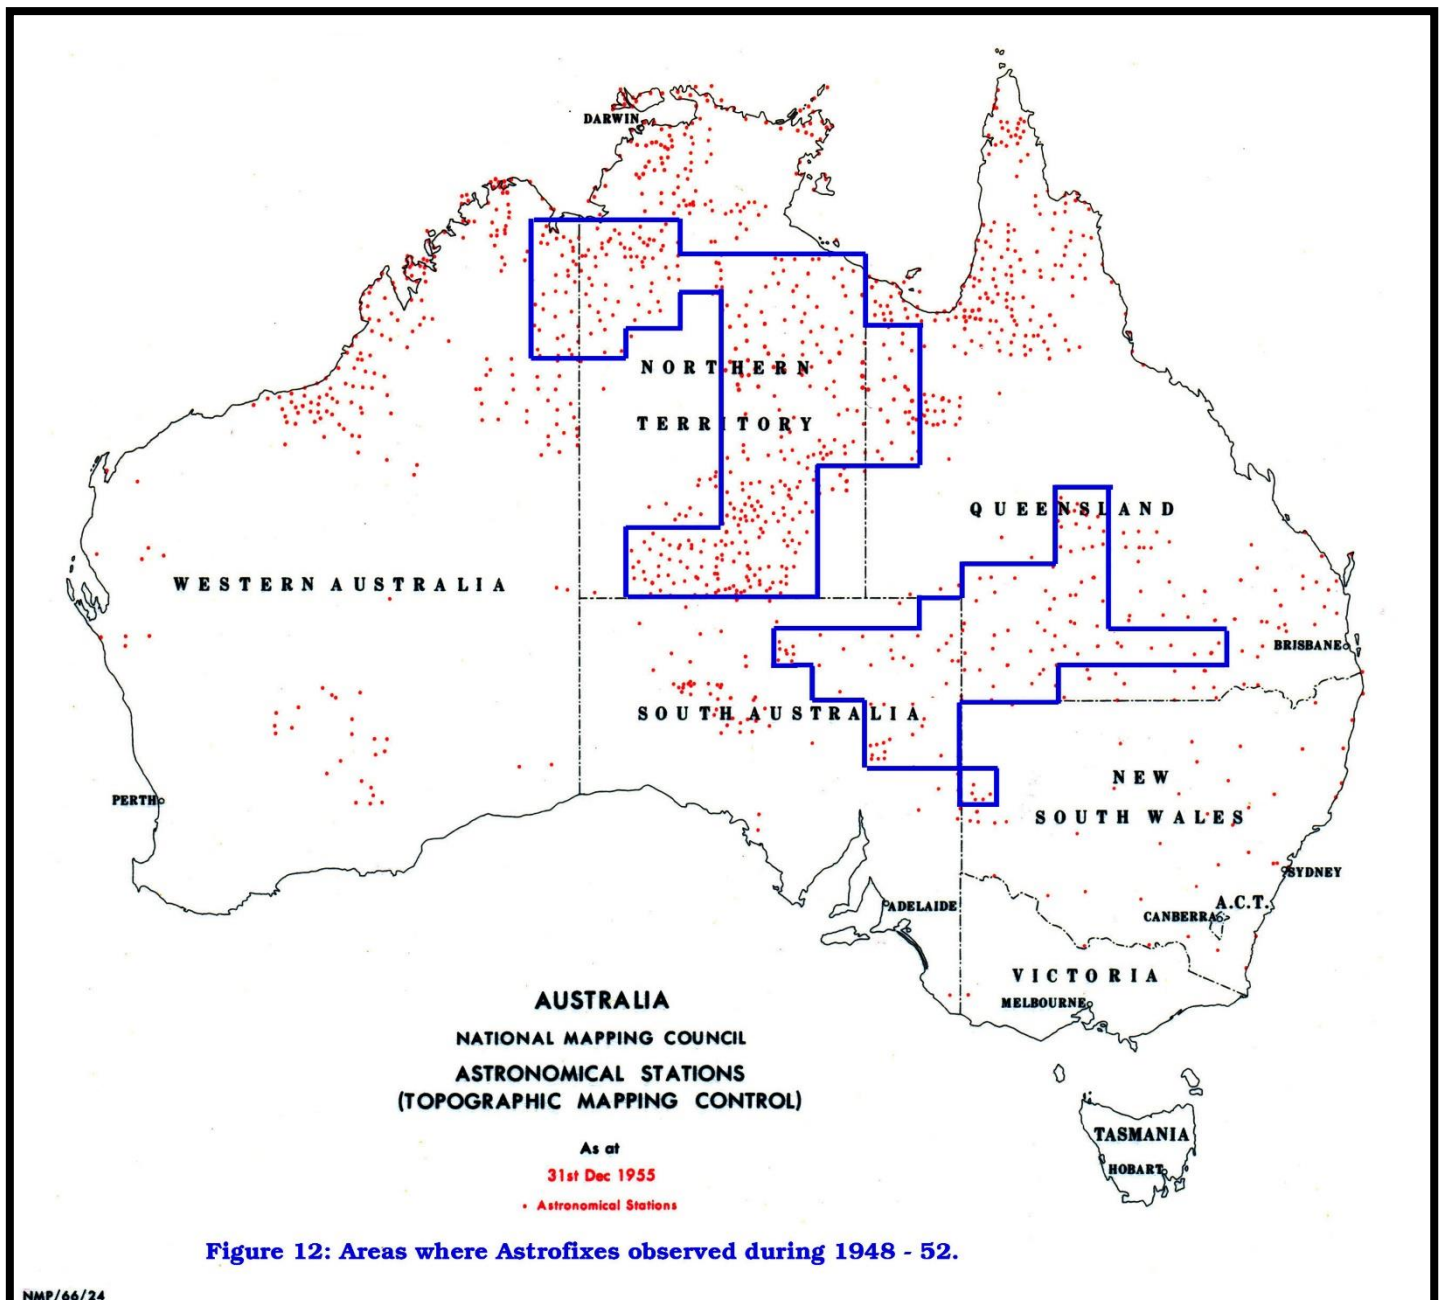 DARWIN
NORTHERN
TERRITORY
QUEENSLAND
WESTERN AUSTRALIA
BRISBANE
SOUTH AUSTRALIA
NEW
SOUTH WALES
PERTH
SYDNEY
ADELAIDE
A.C.T.
CANBERRA
VICTORIA
MELBOURNE
AUSTRALIA
NATIONAL MAPPING COUNCIL
ASTRONOMICAL STATIONS
(TOPOGRAPHIC MAPPING CONTROL)
TASMANIA
HOBART
As at
31st Dec 1955
• Astronomical Stations
Figure 12: Areas where Astrofixes observed during 1948 - 52.
NMP/66/24